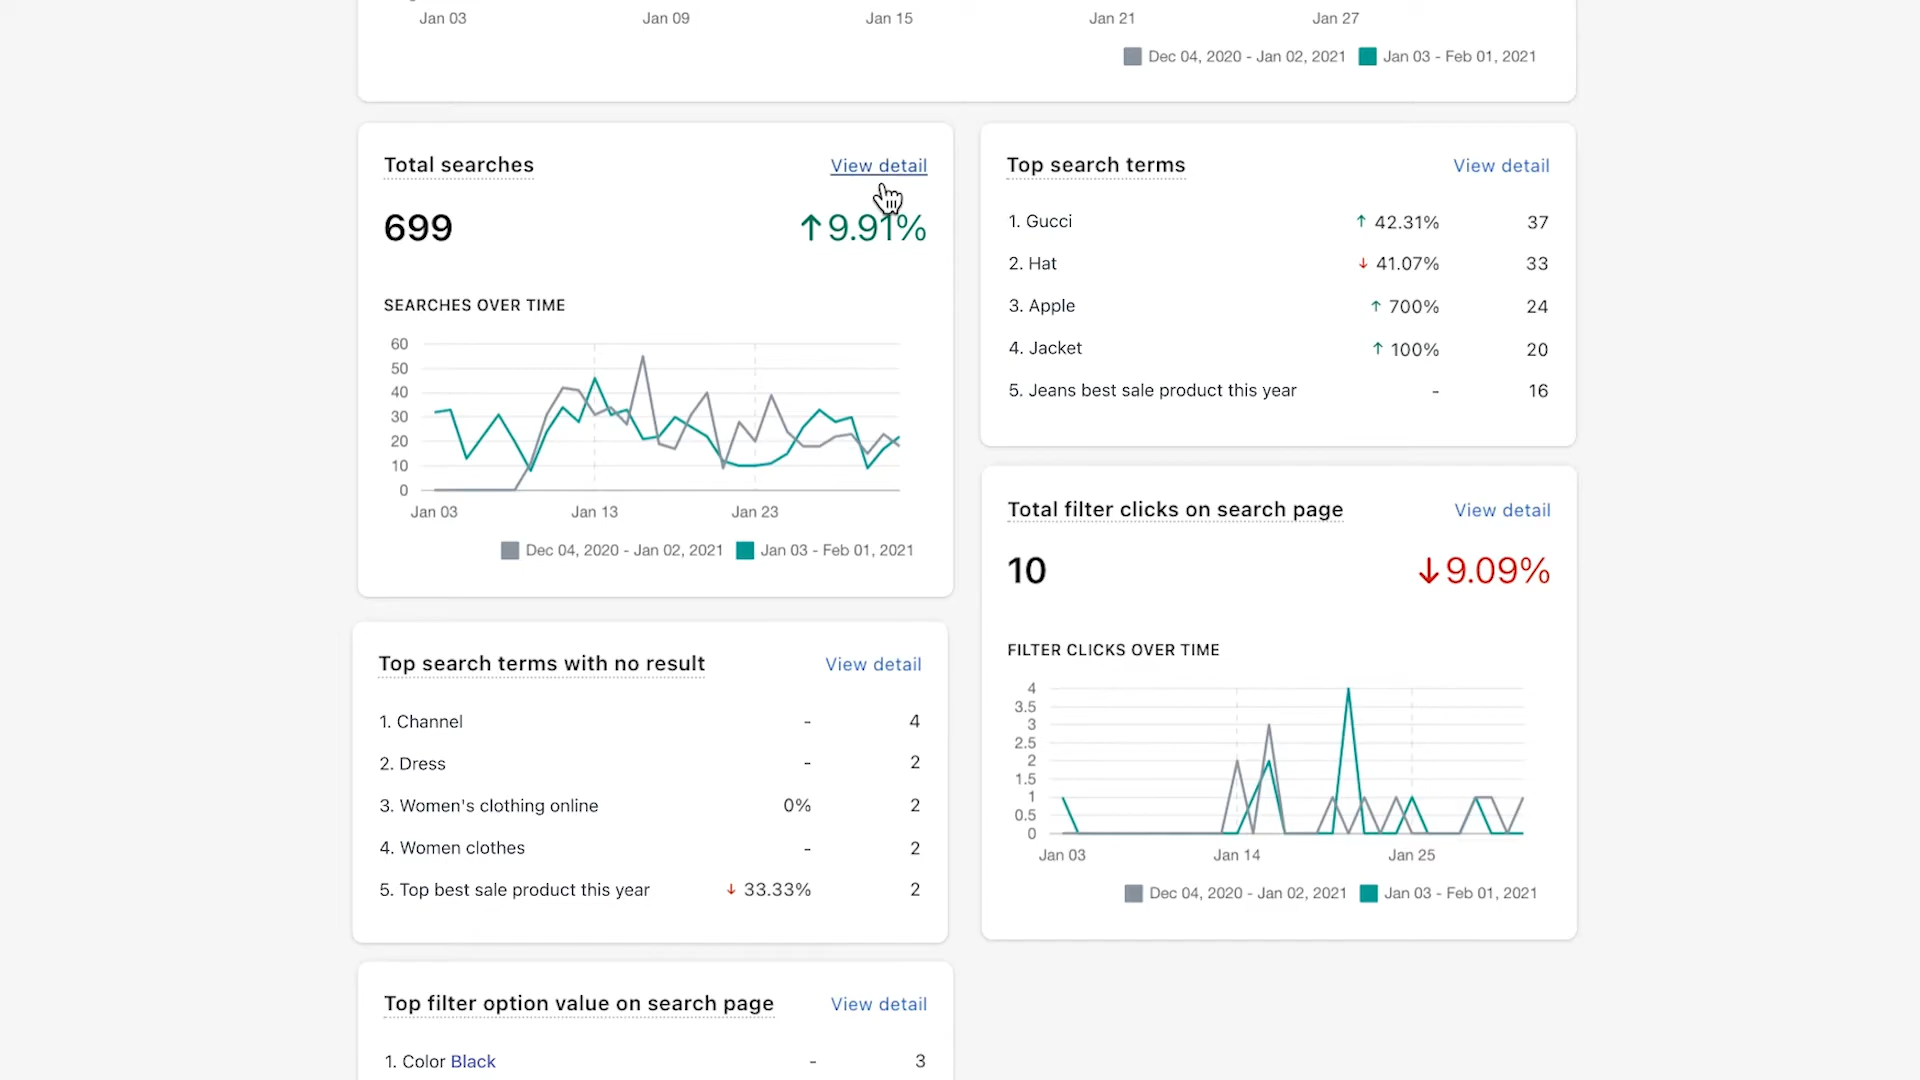 Jan 03 Jan 09 Jan 15 Jan 21 Jan 27
Dec 04, 2020 - Jan 02, 2021 Jan 03 - Feb 01, 2021
Total searches View detail
699 ↑9.91%
SEARCHES OVER TIME
60
50
40
30
20
10
0
Jan 03 Jan 13 Jan 23
Dec 04, 2020 - Jan 02, 2021 Jan 03 - Feb 01, 2021
Top search terms View detail
1. Gucci ↑ 42.31% 37
2. Hat ↓ 41.07% 33
3. Apple ↑ 700% 24
4. Jacket ↑ 100% 20
5. Jeans best sale product this year - 16
Total filter clicks on search page View detail
10 ↓9.09%
FILTER CLICKS OVER TIME
4
3.5
3
2.5
2
1.5
1
0.5
0
Jan 03 Jan 14 Jan 25
Dec 04, 2020 - Jan 02, 2021 Jan 03 - Feb 01, 2021
Top search terms with no result View detail
1. Channel - 4
2. Dress - 2
3. Women's clothing online 0% 2
4. Women clothes - 2
5. Top best sale product this year ↓ 33.33% 2
Top filter option value on search page View detail
1. Color Black - 3